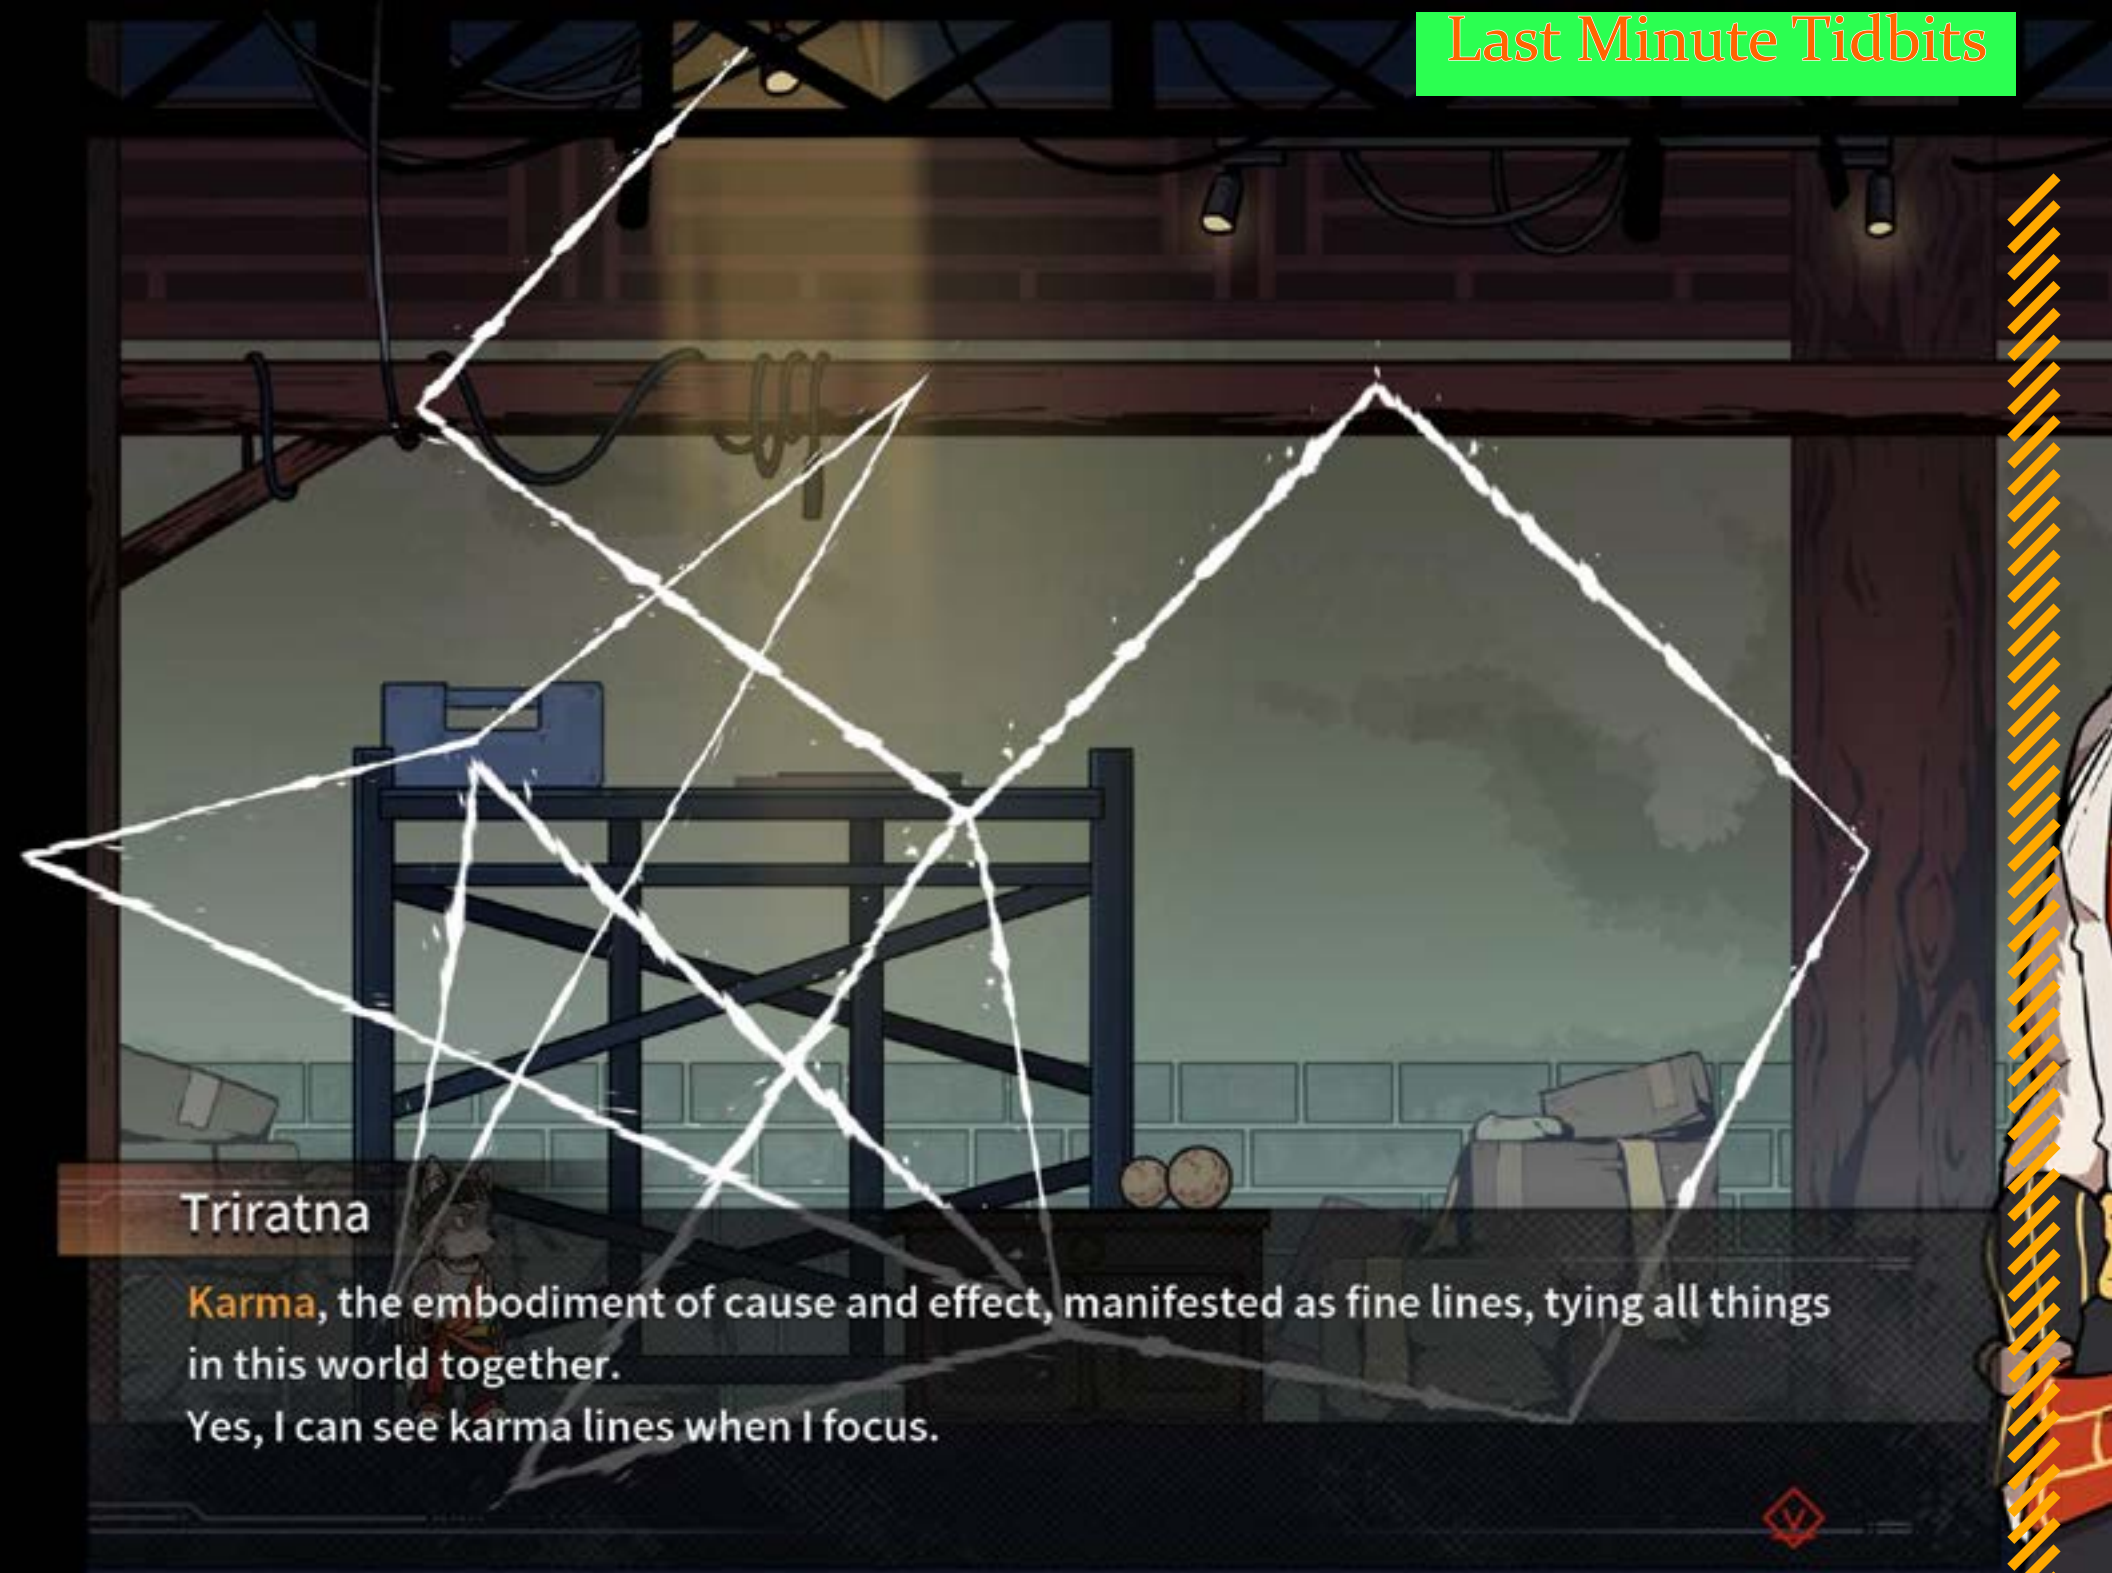 Last Minute Tidbits
Triratna
Karma, the embodiment of cause and effect, manifested as fine lines, tying all things
in this world together.
Yes, I can see karma lines when I focus.